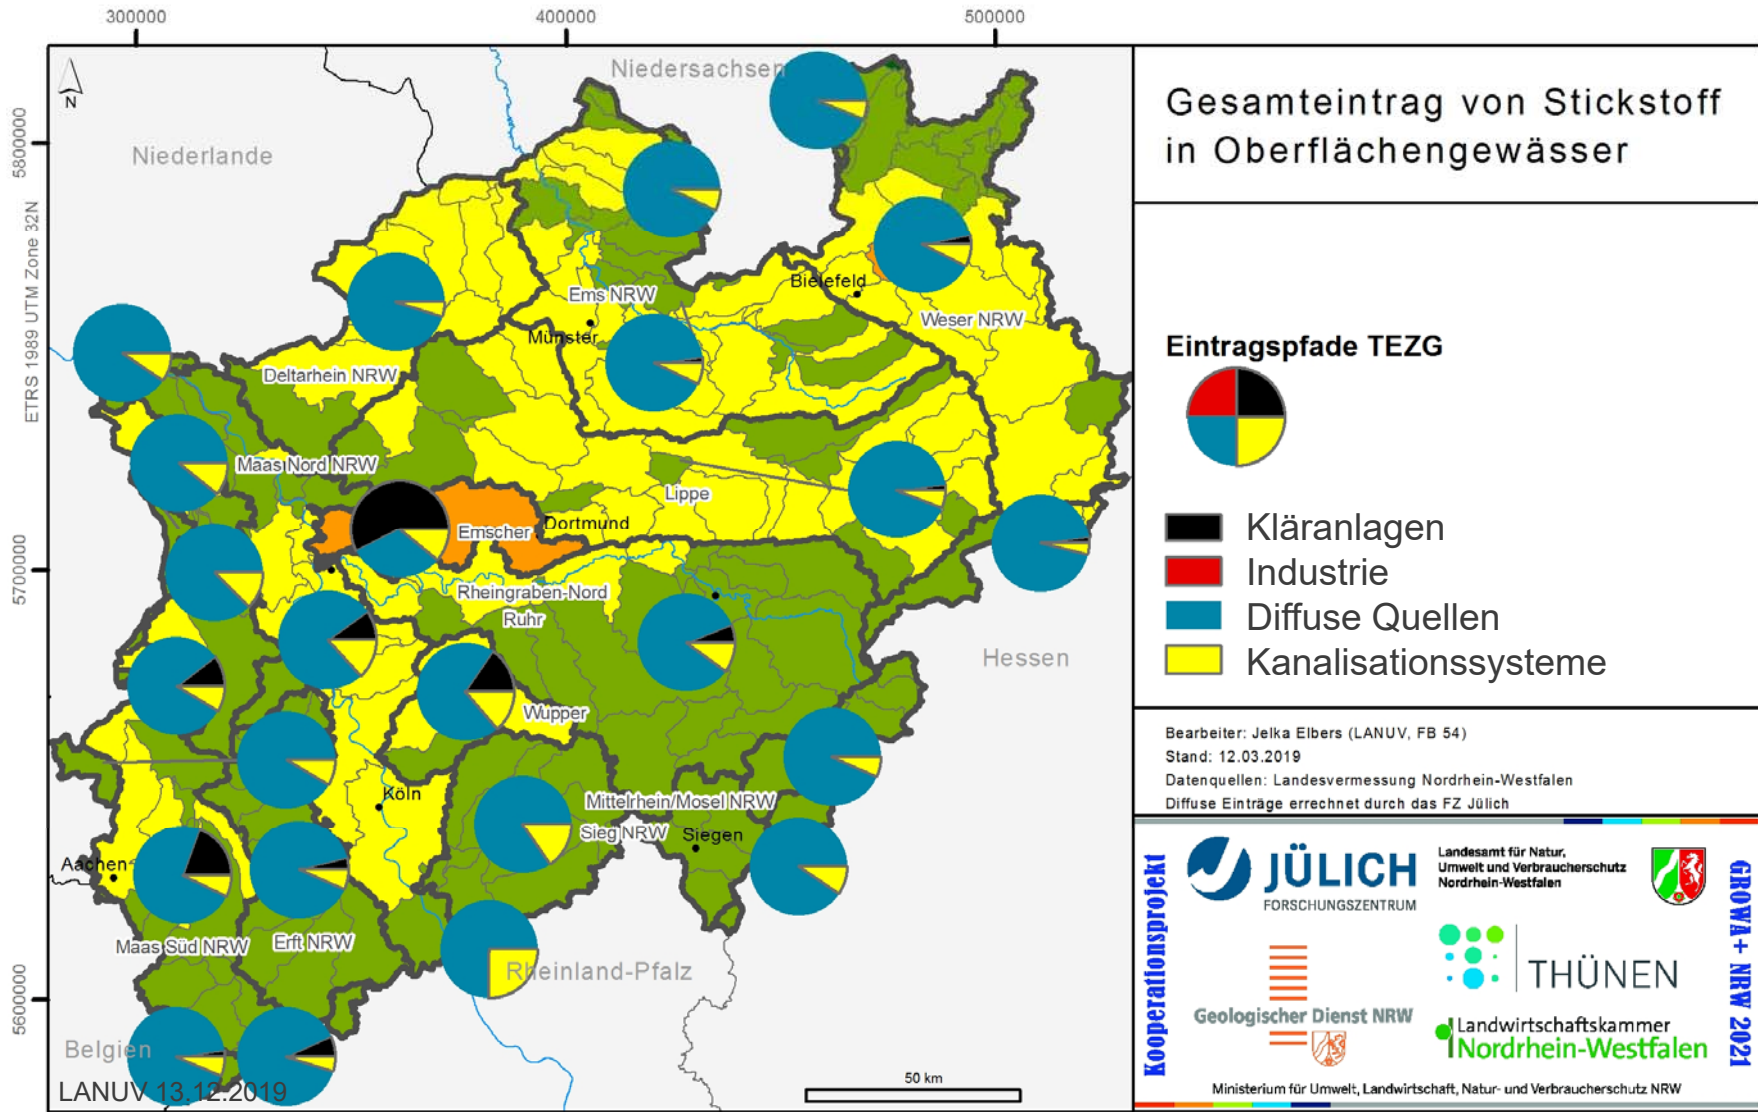 300000
400000
500000
5800000
5700000
5600000
ETRS 1989 UTM Zone 32N
N
Niedersachsen
Niederlande
Bielefeld
Ems NRW
Weser NRW
Münster
Deltarhein NRW
Maas Nord NRW
Lippe
Emscher
Dortmund
Rheingraben-Nord
Ruhr
Hessen
Wupper
Köln
Mittelrhein/Mosel NRW
Sieg NRW
Siegen
Aachen
Maas Süd NRW
Erft NRW
Rheinland-Pfalz
Belgien
LANUV 13.12.2019
50 km
Gesamteintrag von Stickstoff
in Oberflächengewässer
Eintragspfade TEZG
Kläranlagen
Industrie
Diffuse Quellen
Kanalisationssysteme
Bearbeiter: Jelka Elbers (LANUV, FB 54)
Stand: 12.03.2019
Datenquellen: Landesvermessung Nordrhein-Westfalen
Diffuse Einträge errechnet durch das FZ Jülich
Kooperationsprojekt
JÜLICH
FORSCHUNGSZENTRUM
Landesamt für Natur,
Umwelt und Verbraucherschutz
Nordrhein-Westfalen
GROWA+ NRW 2021
THÜNEN
Geologischer Dienst NRW
Landwirtschaftskammer
Nordrhein-Westfalen
Ministerium für Umwelt, Landwirtschaft, Natur- und Verbraucherschutz NRW